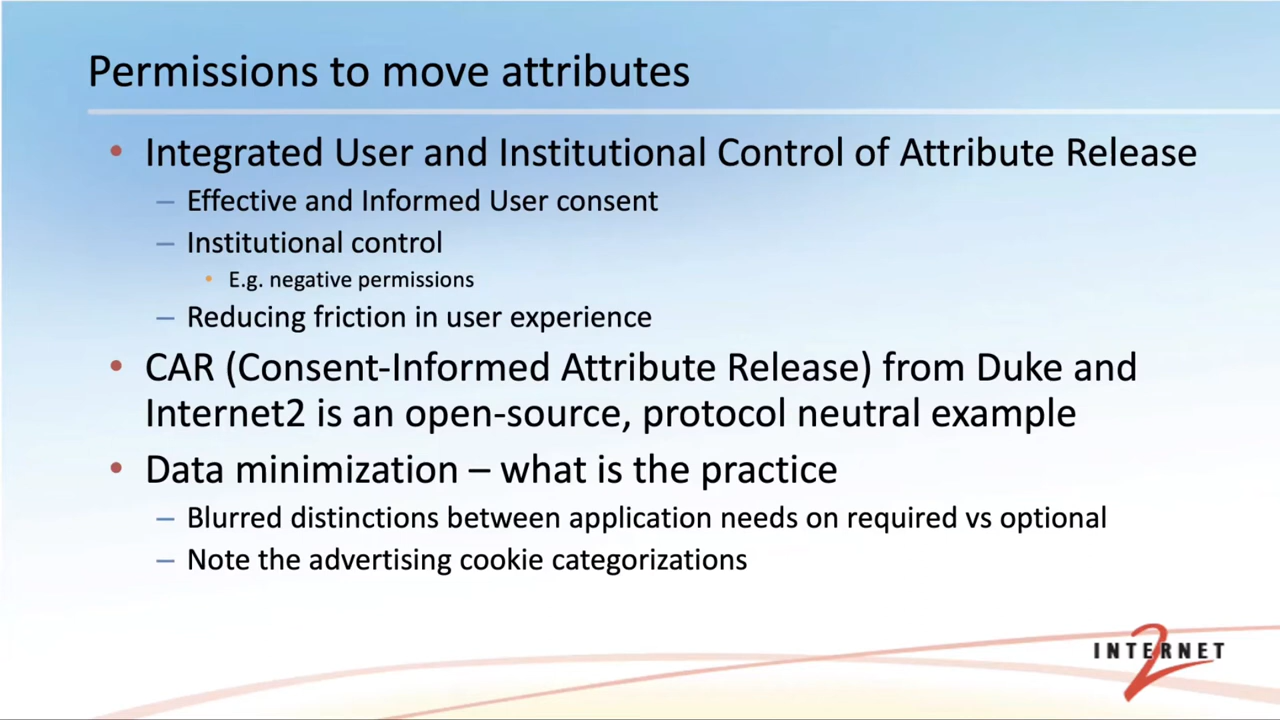 Permissions to move attributes
• Integrated User and Institutional Control of Attribute Release
– Effective and Informed User consent
– Institutional control
• E.g. negative permissions
– Reducing friction in user experience
• CAR (Consent-Informed Attribute Release) from Duke and
Internet2 is an open-source, protocol neutral example
• Data minimization – what is the practice
– Blurred distinctions between application needs on required vs optional
– Note the advertising cookie categorizations
INTERNET 2